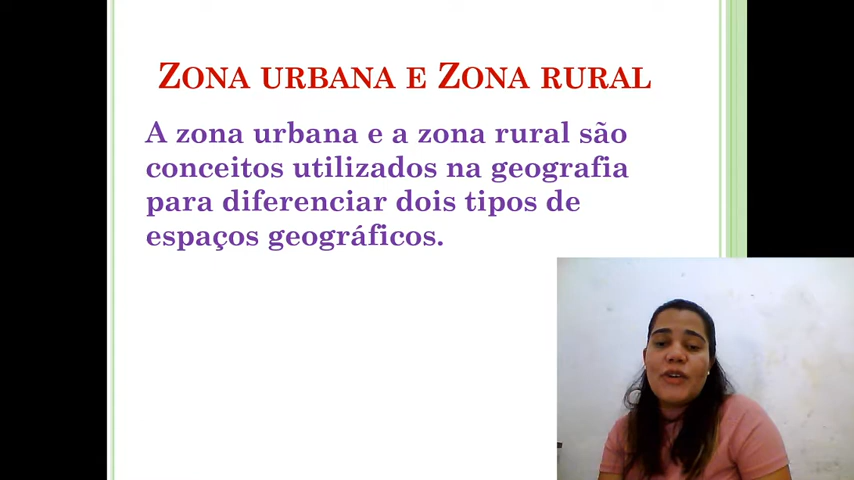 Zona urbana e Zona rural
A zona urbana e a zona rural são
conceitos utilizados na geografia
para diferenciar dois tipos de
espaços geográficos.